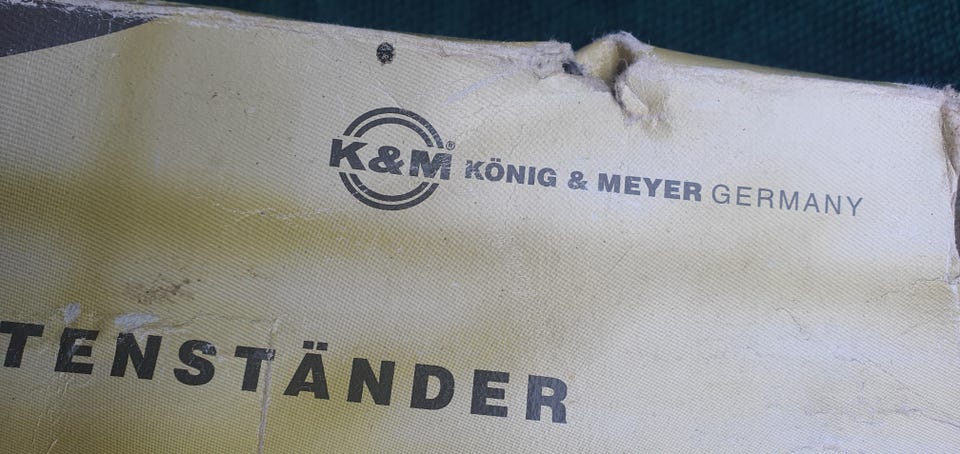 K&M® KÖNIG & MEYER GERMANY
TENSTÄNDER